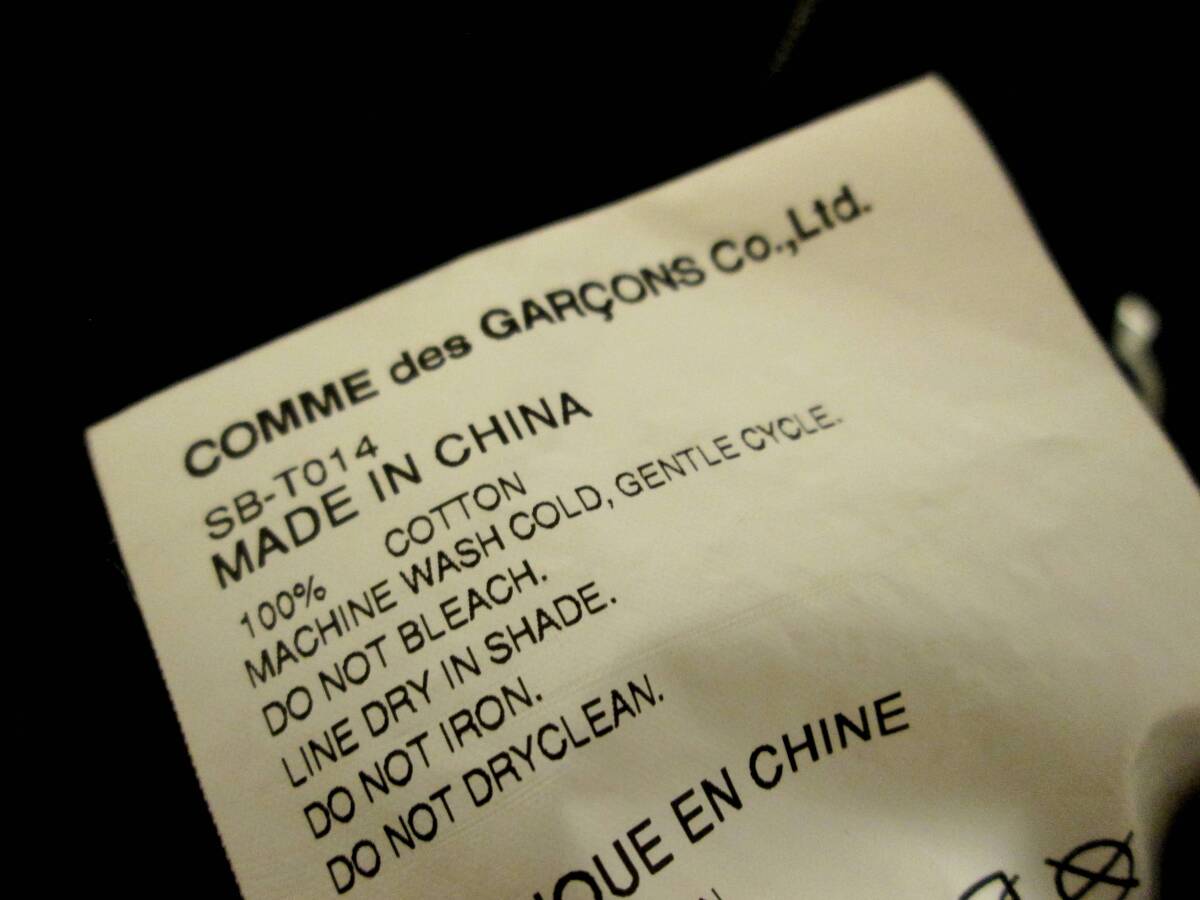 COMME des GARÇONS Co.,Ltd.
SB-T014
MADE IN CHINA
100% COTTON
MACHINE WASH COLD, GENTLE CYCLE.
DO NOT BLEACH.
LINE DRY IN SHADE.
DO NOT IRON.
DO NOT DRYCLEAN.
EN CHINE